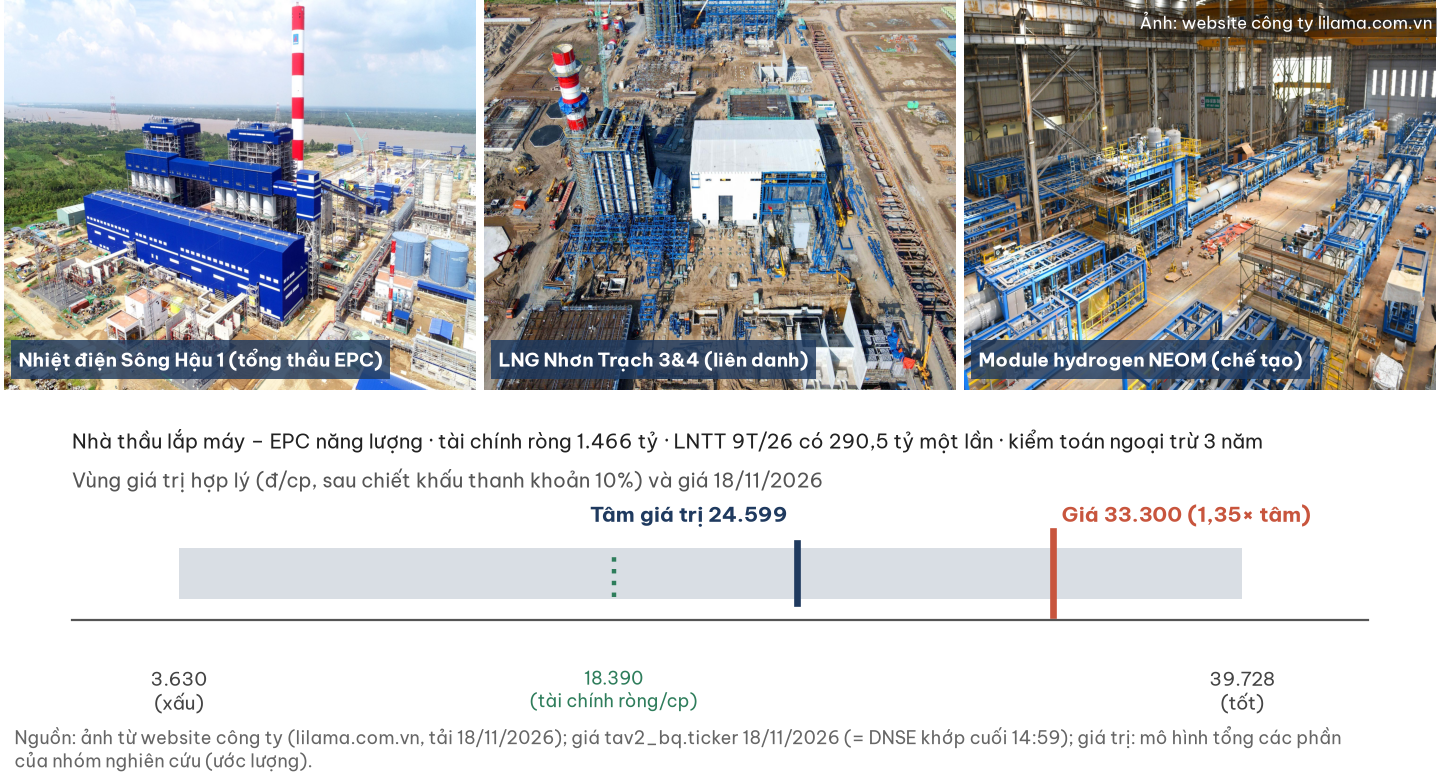 Ảnh: website công ty lilama.com.vn
Nhiệt điện Sông Hậu 1 (tổng thầu EPC)
LNG Nhơn Trạch 3&4 (liên danh)
Module hydrogen NEOM (chế tạo)
Nhà thầu lắp máy – EPC năng lượng · tài chính ròng 1.466 tỷ · LNTT 9T/26 có 290,5 tỷ một lần · kiểm toán ngoại trừ 3 năm
Vùng giá trị hợp lý (đ/cp, sau chiết khấu thanh khoản 10%) và giá 18/11/2026
Tâm giá trị 24.599
Giá 33.300 (1,35× tâm)
3.630
(xấu)
18.390
(tài chính ròng/cp)
39.728
(tốt)
Nguồn: ảnh từ website công ty (lilama.com.vn, tải 18/11/2026); giá tav2_bq.ticker 18/11/2026 (= DNSE khớp cuối 14:59); giá trị: mô hình tổng các phần
của nhóm nghiên cứu (ước lượng).